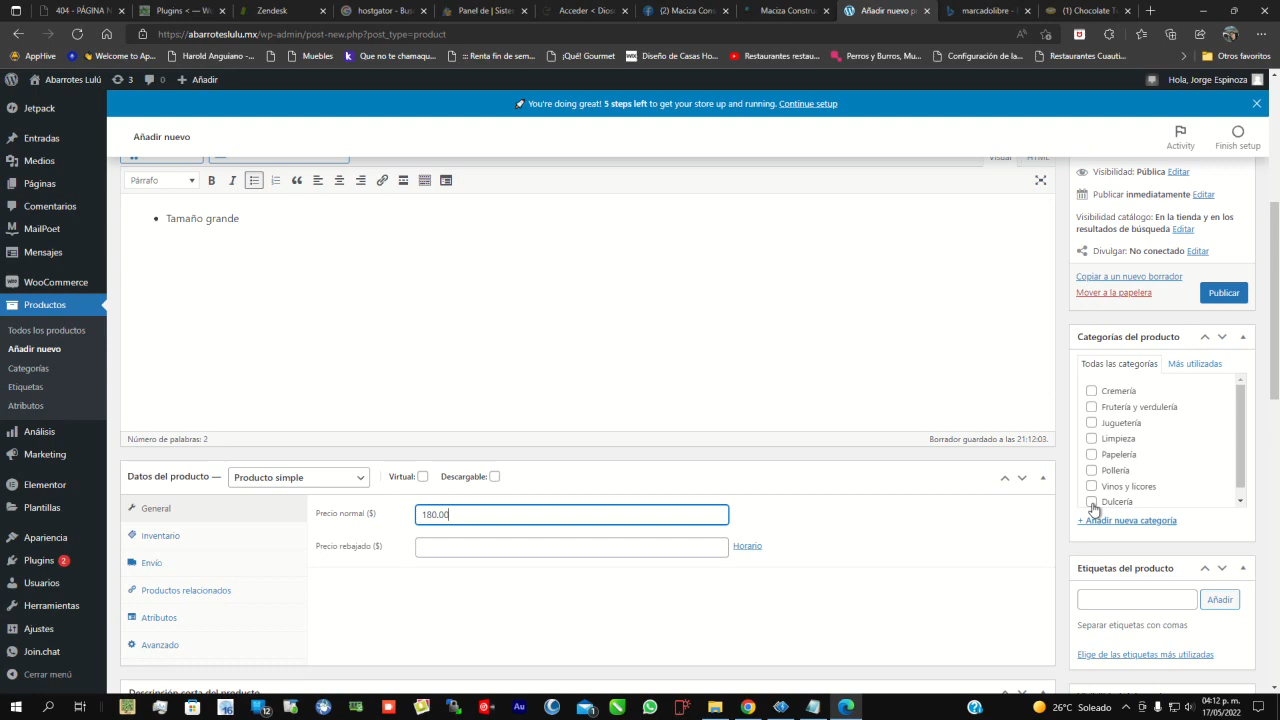 404 - PÁGINA N
Plugins < — W
Zendesk
hostgator - Bus
Panel de | Sister
Acceder < Dios
(2) Maciza Cons
Maciza Constru
Añadir nuevo p
marcadolibre -
(1) Chocolate T
https://abarroteslulu.mx/wp-admin/post-new.php?post_type=product
AppHive
Welcome to Ap...
Harold Anguiano -...
Muebles
Que no te chamaqu...
::: Renta fin en sem...
¡Qué! Gourmet
Diseño de Casas Ho...
Restaurantes restau...
Perros y Burros, Mu...
Configuración de la...
Restaurantes Restau...
Otros favoritos
Abarrotes Lulú
3
0
Añadir
Hola, Jorge Espinoza
🚀 You're doing great! 5 steps left to get your store up and running. Continue setup
Añadir nuevo
Activity
Finish setup
Jetpack
Entradas
Medios
Páginas
Comentarios
MailPoet
Mensajes
WooCommerce
Productos
Todos los productos
Añadir nuevo
Categorías
Etiquetas
Atributos
Análisis
Marketing
Elementor
Plantillas
Apariencia
Plugins 2
Usuarios
Herramientas
Ajustes
Join.chat
Cerrar menú
Visual
HTML
Párrafo
• Tamaño grande
Número de palabras: 2
Borrador guardado a las 21:12:03.
Datos del producto —
Producto simple
Virtual:
Descargable:
General
Inventario
Envío
Productos relacionados
Atributos
Avanzado
Precio normal ($)
180.00
Precio rebajado ($)
Horario
Descripción corta del producto
Visibilidad: Pública Editar
Publicar inmediatamente Editar
Visibilidad catálogo: En la tienda y en los
resultados de búsqueda Editar
Divulgar: No conectado Editar
Copiar a un nuevo borrador
Mover a la papelera
Publicar
Categorías del producto
Todas las categorías
Más utilizadas
Cremería
Frutería y verdulería
Juguetería
Limpieza
Papelería
Pollería
Vinos y licores
Dulcería
+ Añadir nueva categoría
Etiquetas del producto
Añadir
Separar etiquetas con comas
Elige de las etiquetas más utilizadas
26°C Soleado
04:12 p. m.
17/05/2022